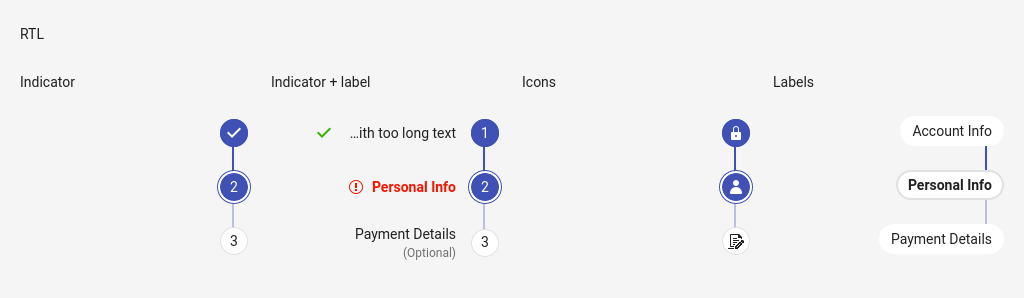 RTL
Indicator
Indicator + label
Icons
Labels
2
3
…ith too long text
1
Personal Info
2
Payment Details
(Optional)
3
Account Info
Personal Info
Payment Details